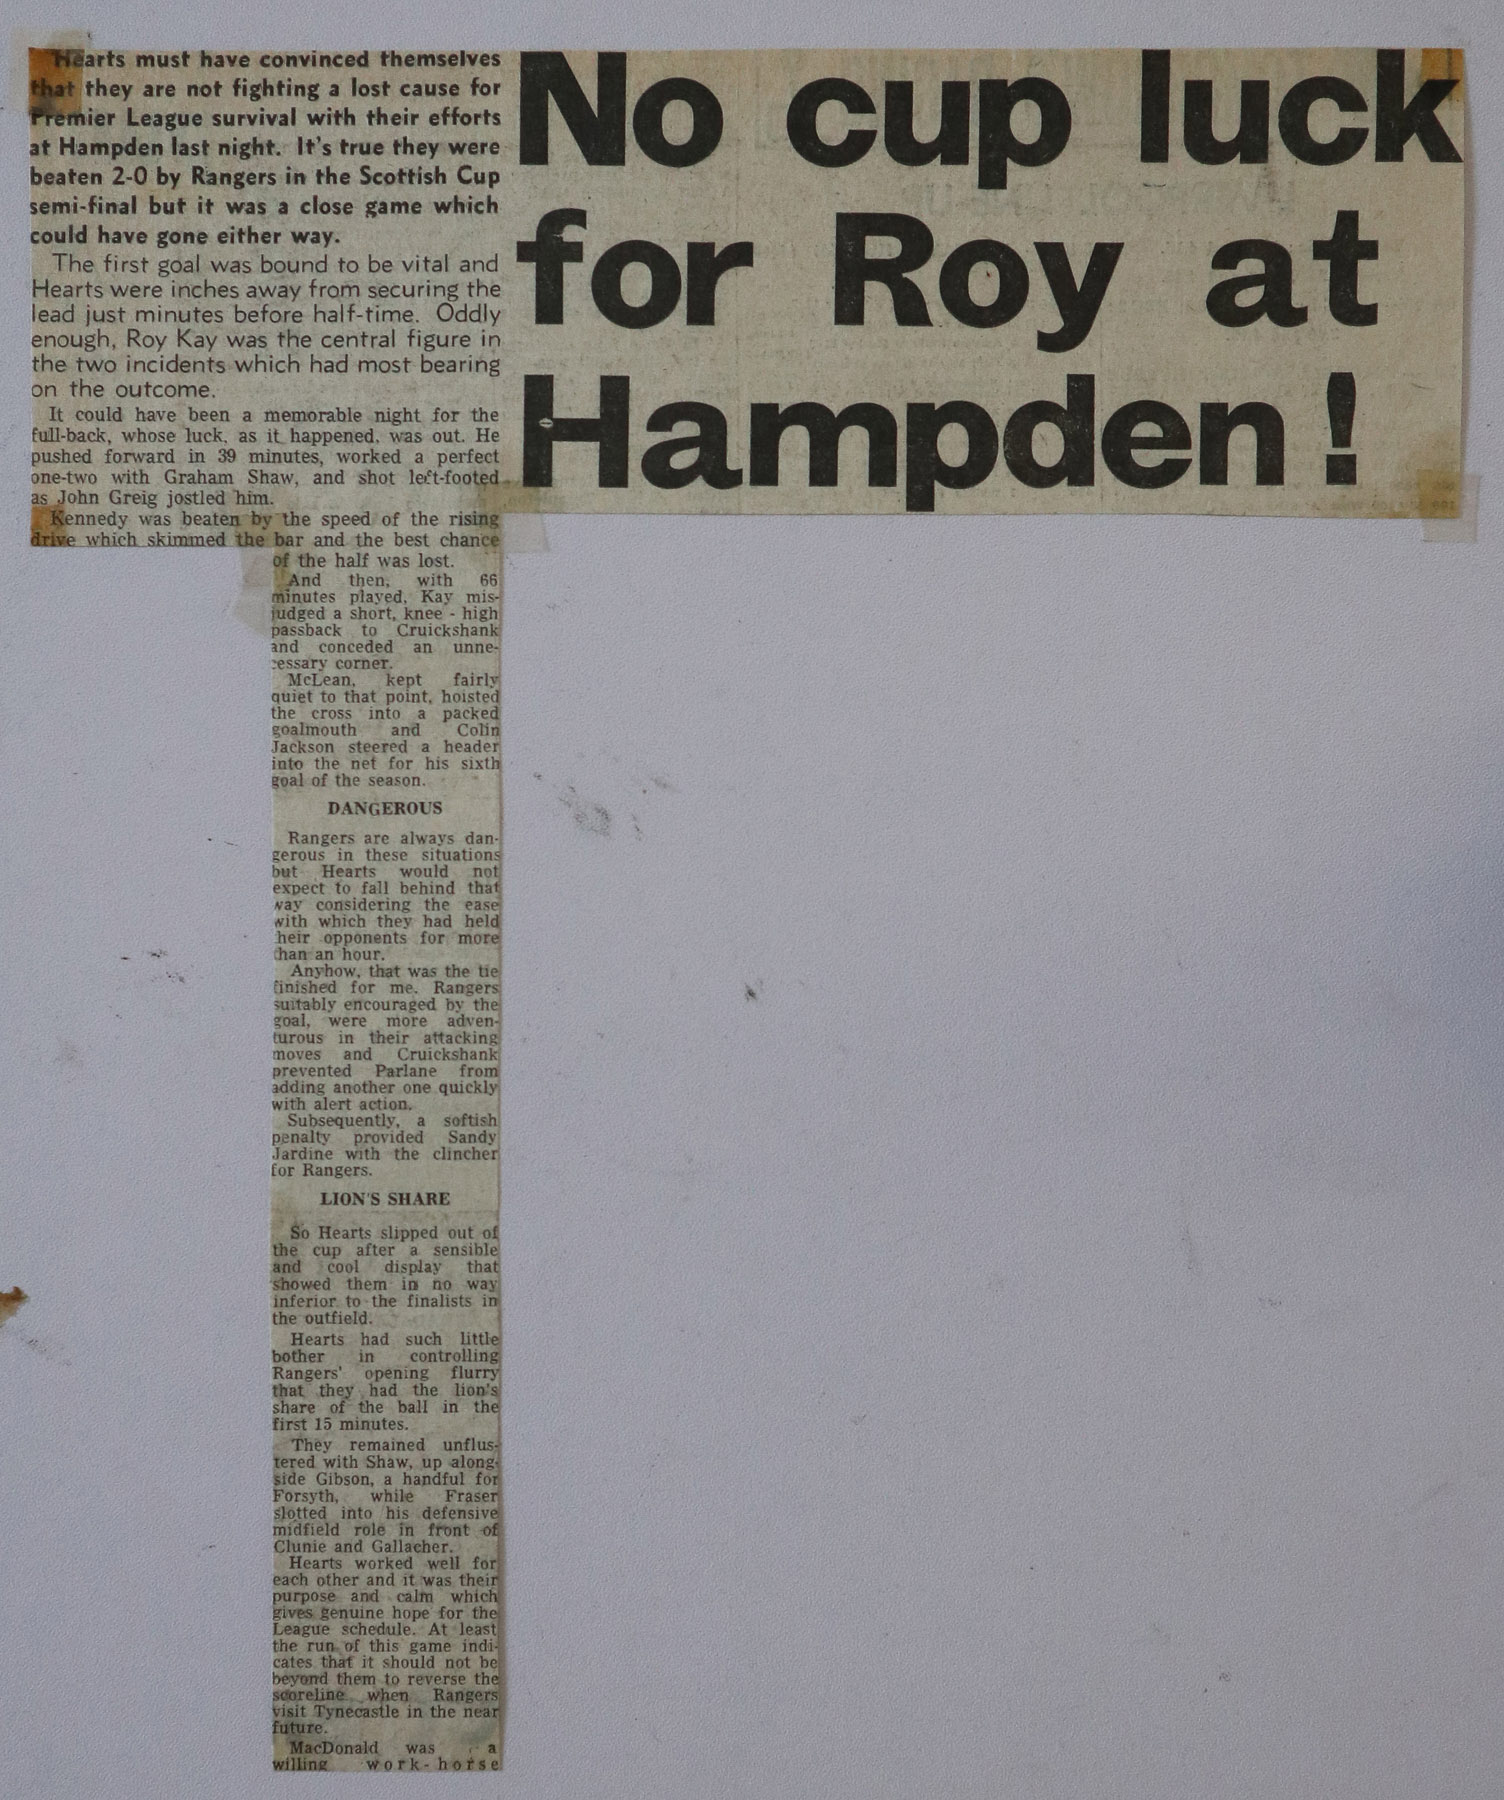 No cup luck
for Roy at
Hampden!
Hearts must have convinced themselves
that they are not fighting a lost cause for
Premier League survival with their efforts
at Hampden last night. It's true they were
beaten 2-0 by Rangers in the Scottish Cup
semi-final but it was a close game which
could have gone either way.
The first goal was bound to be vital and
Hearts were inches away from securing the
lead just minutes before half-time. Oddly
enough, Roy Kay was the central figure in
the two incidents which had most bearing
on the outcome.
It could have been a memorable night for the
full-back, whose luck, as it happened, was out. He
pushed forward in 39 minutes, worked a perfect
one-two with Graham Shaw, and shot left-footed
as John Greig jostled him.
Kennedy was beaten by the speed of the rising
drive which skimmed the bar and the best chance
of the half was lost.
And then, with 66
minutes played, Kay mis-
judged a short, knee - high
passback to Cruickshank
and conceded an unne-
cessary corner.
McLean, kept fairly
quiet to that point, hoisted
the cross into a packed
goalmouth and Colin
Jackson steered a header
into the net for his sixth
goal of the season.
DANGEROUS
Rangers are always dan-
gerous in these situations
but Hearts would not
expect to fall behind that
way considering the ease
with which they had held
their opponents for more
than an hour.
Anyhow, that was the tie
finished for me. Rangers
suitably encouraged by the
goal, were more adven-
turous in their attacking
moves and Cruickshank
prevented Parlane from
adding another one quickly
with alert action.
Subsequently, a softish
penalty provided Sandy
Jardine with the clincher
for Rangers.
LION'S SHARE
So Hearts slipped out of
the cup after a sensible
and cool display that
showed them in no way
inferior to the finalists in
the outfield.
Hearts had such little
bother in controlling
Rangers' opening flurry
that they had the lion's
share of the ball in the
first 15 minutes.
They remained unflus-
tered with Shaw, up along-
side Gibson, a handful for
Forsyth, while Fraser
slotted into his defensive
midfield role in front of
Clunie and Gallacher.
Hearts worked well for
each other and it was their
purpose and calm which
gives genuine hope for the
League schedule. At least
the run of this game indi-
cates that it should not be
beyond them to reverse the
scoreline when Rangers
visit Tynecastle in the near
future.
MacDonald was a
willing work-horse